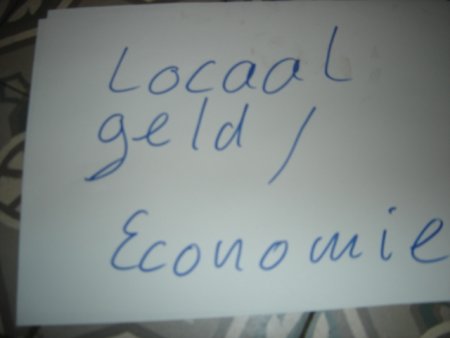 Locaal
geld /
Economie